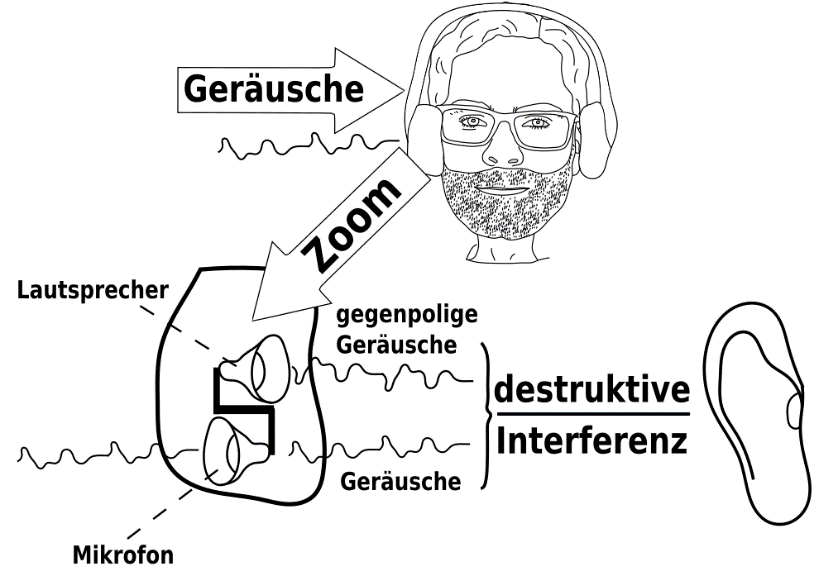 Geräusche
Zoom
Lautsprecher
gegenpolige
Geräusche
destruktive
Interferenz
Geräusche
Mikrofon